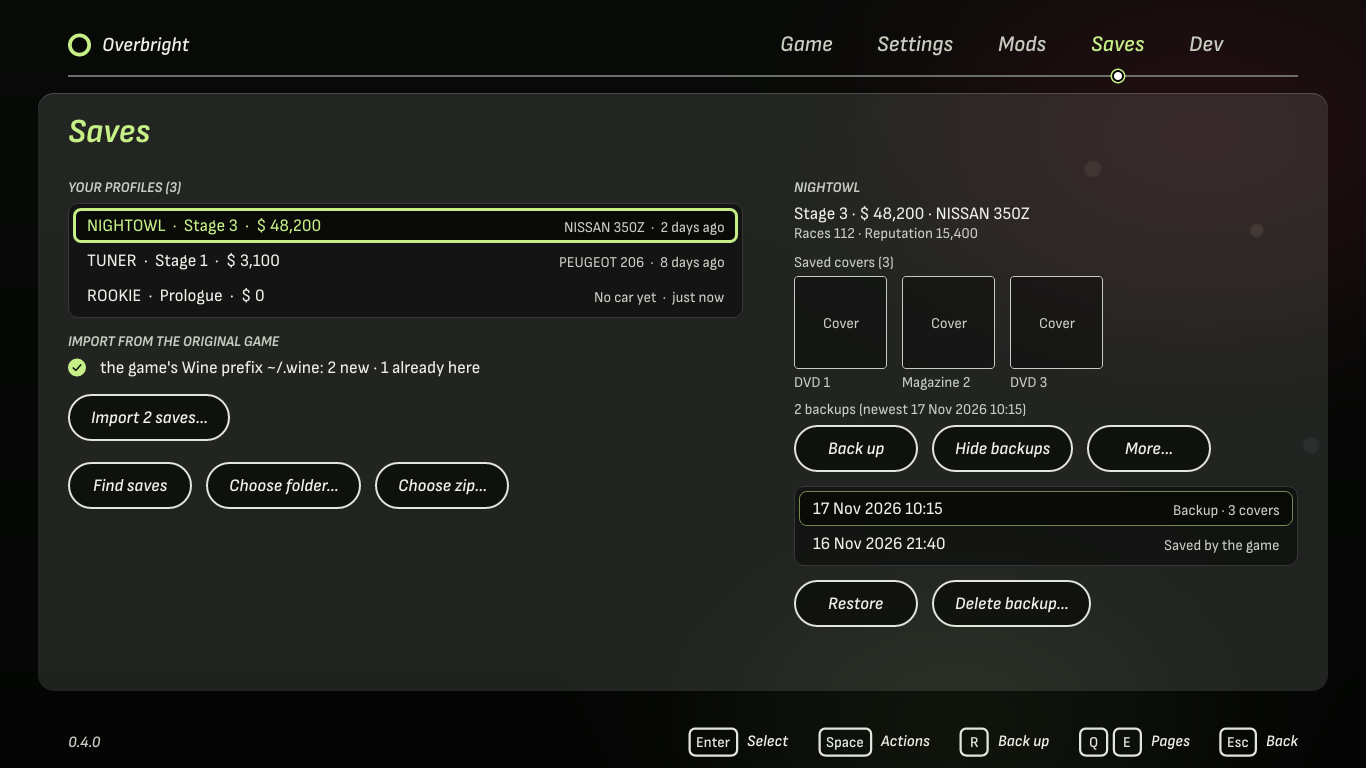 Overbright
Game Settings Mods Saves Dev
Saves
YOUR PROFILES (3)
NIGHTOWL · Stage 3 · $ 48,200 NISSAN 350Z · 2 days ago
TUNER · Stage 1 · $ 3,100 PEUGEOT 206 · 8 days ago
ROOKIE · Prologue · $ 0 No car yet · just now
IMPORT FROM THE ORIGINAL GAME
the game's Wine prefix ~/.wine: 2 new · 1 already here
Import 2 saves...
Find saves Choose folder... Choose zip...
NIGHTOWL
Stage 3 · $ 48,200 · NISSAN 350Z
Races 112 · Reputation 15,400
Saved covers (3)
Cover Cover Cover
DVD 1 Magazine 2 DVD 3
2 backups (newest 17 Nov 2026 10:15)
Back up Hide backups More...
17 Nov 2026 10:15 Backup · 3 covers
16 Nov 2026 21:40 Saved by the game
Restore Delete backup...
0.4.0
Enter Select Space Actions R Back up Q E Pages Esc Back